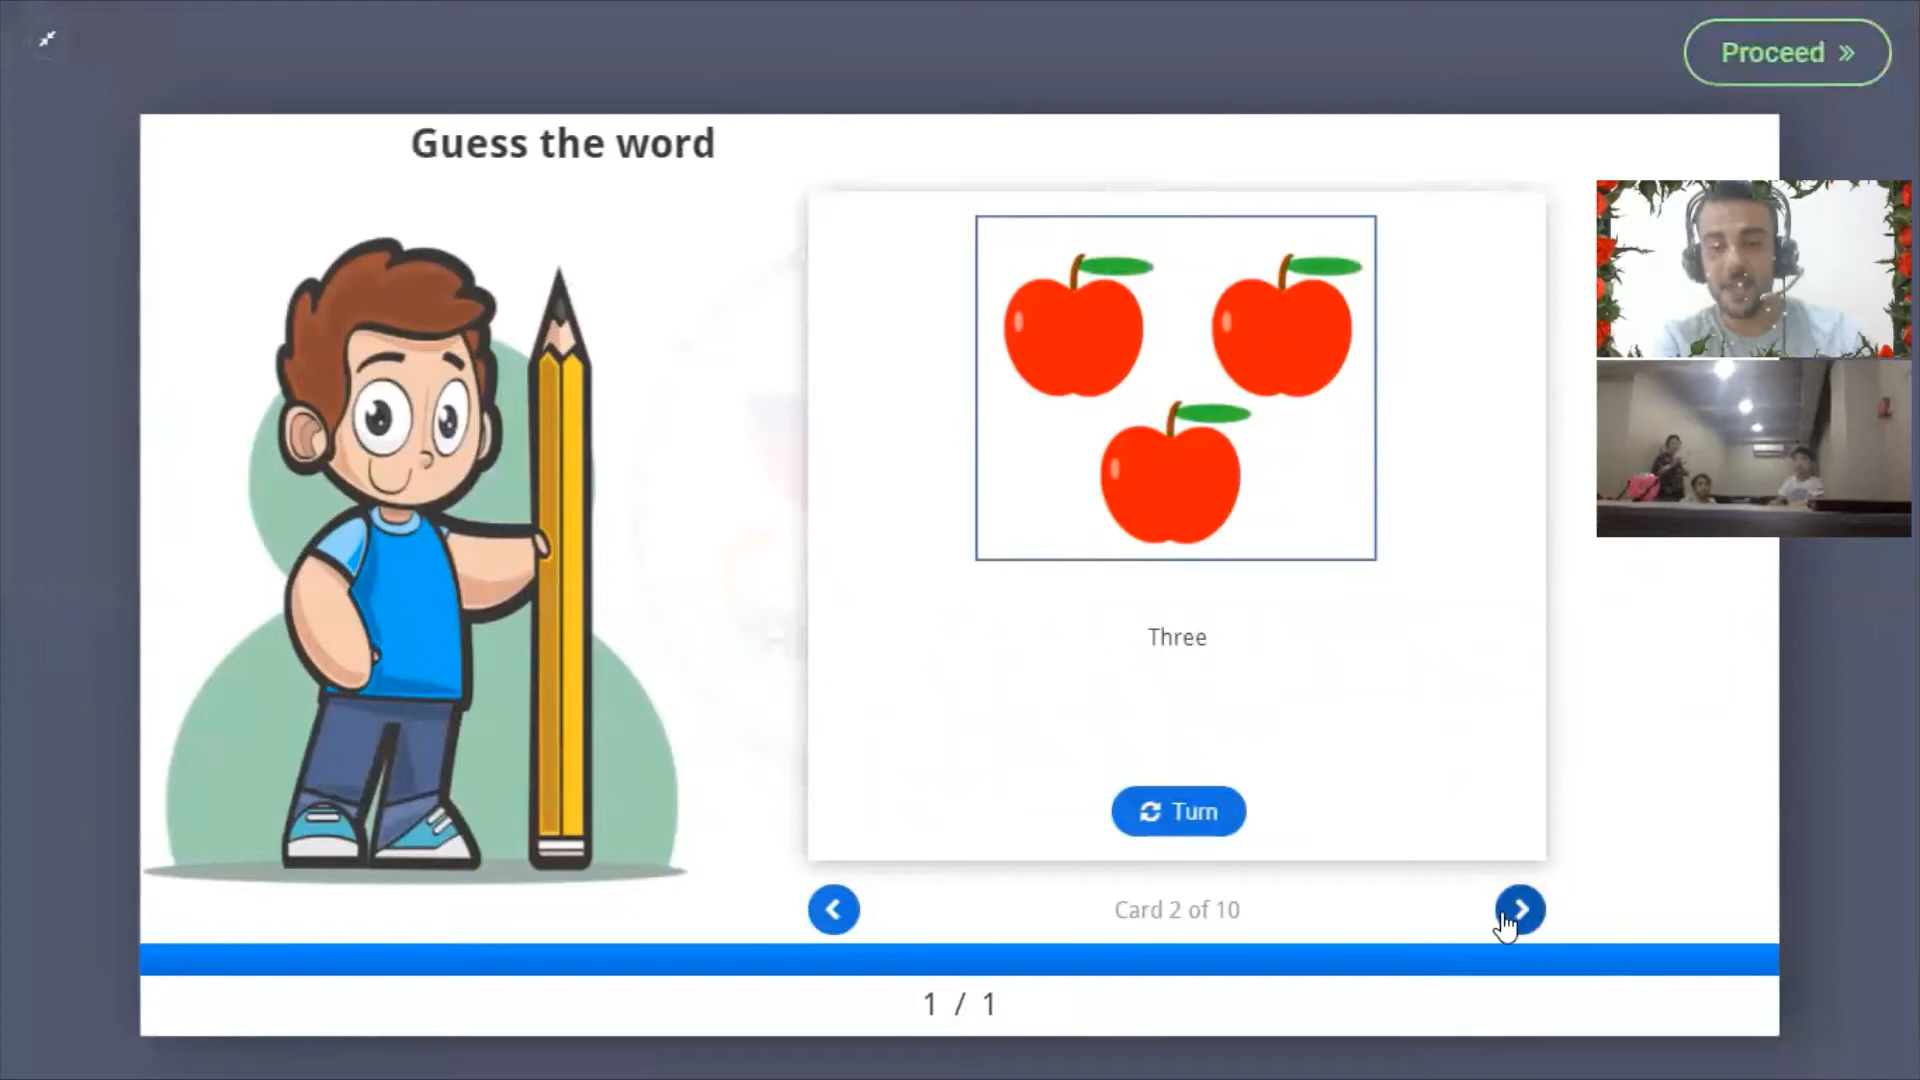 Proceed »
Guess the word
Three
Turn
Card 2 of 10
1 / 1